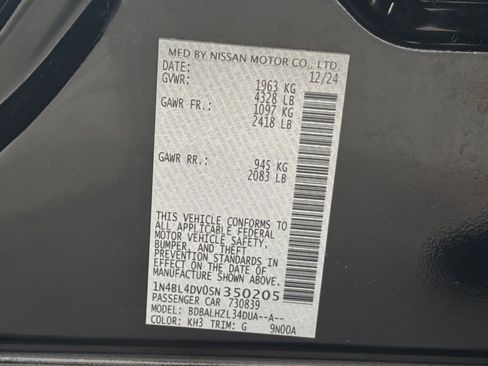 MFD BY NISSAN MOTOR CO., LTD.
DATE: 12/24
GVWR: 1963 KG
4328 LB
GAWR FR.: 1097 KG
2418 LB
GAWR RR.: 945 KG
2083 LB
THIS VEHICLE CONFORMS TO
ALL APPLICABLE FEDERAL
MOTOR VEHICLE SAFETY,
BUMPER, AND THEFT
PREVENTION STANDARDS IN
EFFECT ON THE DATE OF
MANUFACTURE SHOWN ABOVE.
1N4BL4DV0SN350205
PASSENGER CAR 730839
MODEL: BDBALHZL34DUA--A--
COLOR: KH3 TRIM: G 9N00A